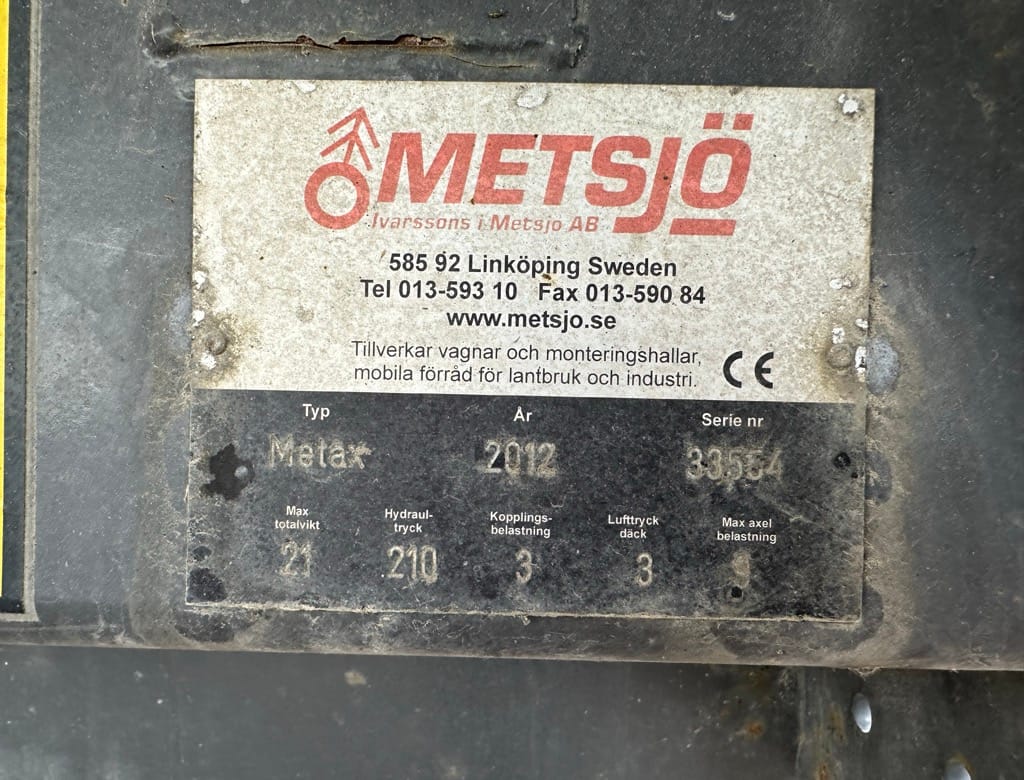 METSJÖ
Ivarssons i Metsjö AB
585 92 Linköping Sweden
Tel 013-593 10 Fax 013-590 84
www.metsjo.se
Tillverkar vagnar och monteringshallar,
mobila förråd för lantbruk och industri.
CE
Typ År Serie nr
Metax 2012
Max totalvikt Hydraul-tryck Kopplings-belastning Lufttryck däck Max axel belastning
21 210 3 3 9